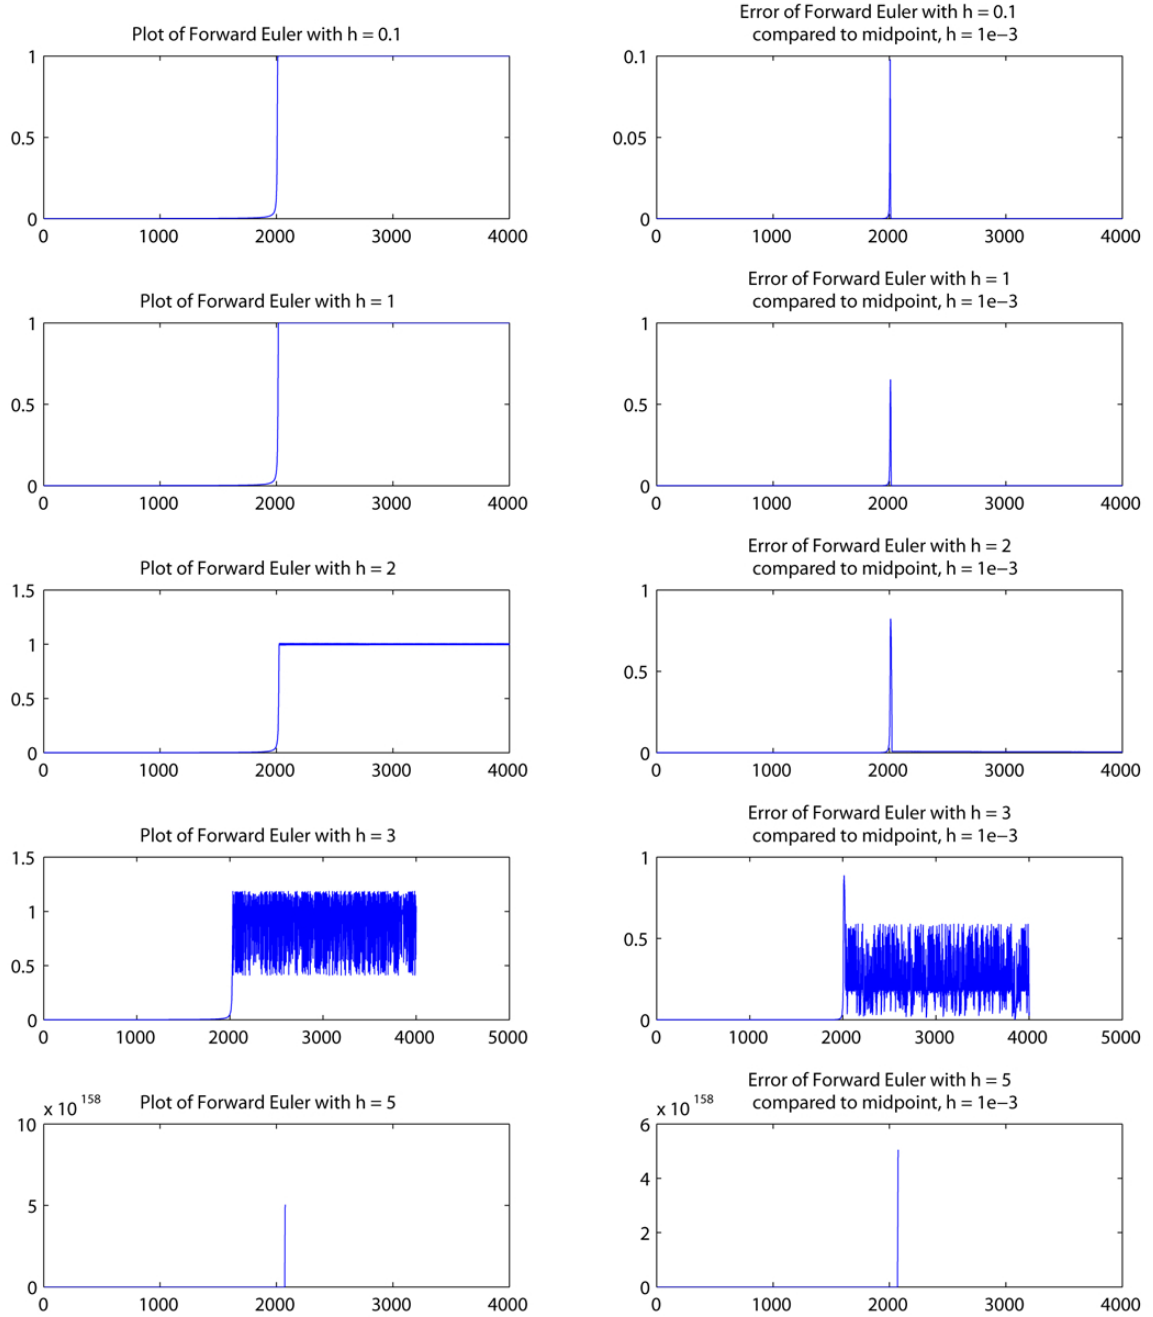 Plot of Forward Euler with h = 0.1
1
0.5
0
0 1000 2000 3000 4000
Error of Forward Euler with h = 0.1
compared to midpoint, h = 1e−3
0.1
0.05
0
0 1000 2000 3000 4000
Plot of Forward Euler with h = 1
1
0.5
0
0 1000 2000 3000 4000
Error of Forward Euler with h = 1
compared to midpoint, h = 1e−3
1
0.5
0
0 1000 2000 3000 4000
Plot of Forward Euler with h = 2
1.5
1
0.5
0
0 1000 2000 3000 4000
Error of Forward Euler with h = 2
compared to midpoint, h = 1e−3
1
0.5
0
0 1000 2000 3000 4000
Plot of Forward Euler with h = 3
1.5
1
0.5
0
0 1000 2000 3000 4000 5000
Error of Forward Euler with h = 3
compared to midpoint, h = 1e−3
1
0.5
0
0 1000 2000 3000 4000 5000
x 10^158 Plot of Forward Euler with h = 5
10
5
0
0 1000 2000 3000 4000
Error of Forward Euler with h = 5
x 10^158 compared to midpoint, h = 1e−3
6
4
2
0
0 1000 2000 3000 4000